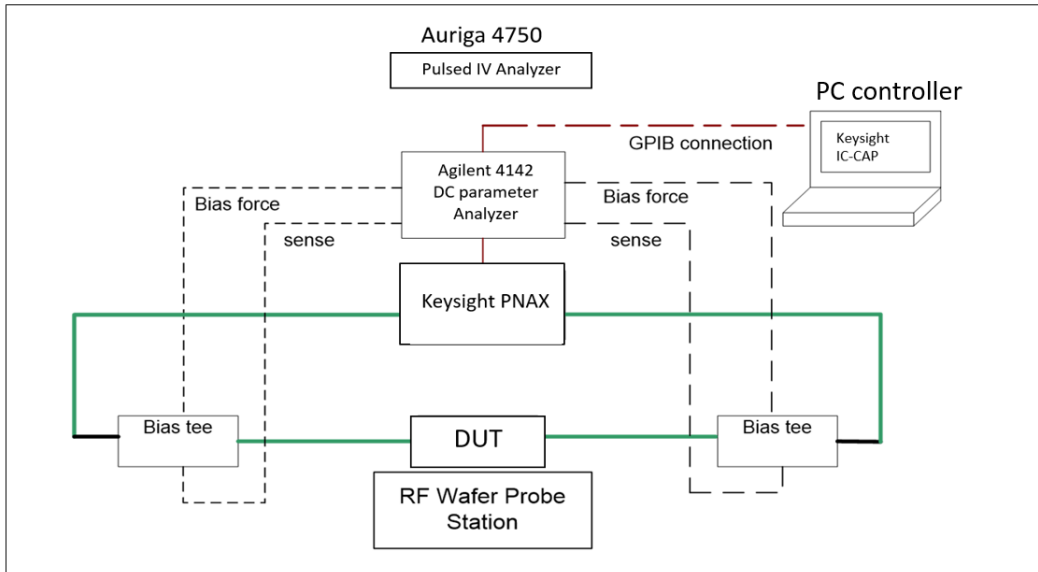 Auriga 4750
Pulsed IV Analyzer
PC controller
Keysight
IC-CAP
GPIB connection
Agilent 4142
DC parameter
Analyzer
Bias force
Bias force
sense
sense
Keysight PNAX
Bias tee
DUT
Bias tee
RF Wafer Probe
Station